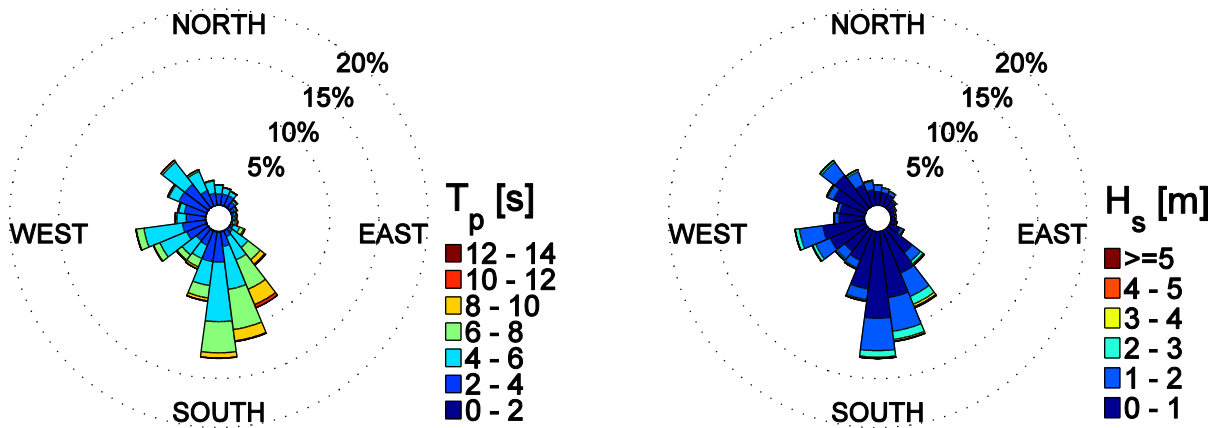 NORTH
20%
15%
10%
5%
WEST
EAST
SOUTH
Tp [s]
12 - 14
10 - 12
8 - 10
6 - 8
4 - 6
2 - 4
0 - 2
NORTH
20%
15%
10%
5%
WEST
EAST
SOUTH
Hs [m]
>=5
4 - 5
3 - 4
2 - 3
1 - 2
0 - 1